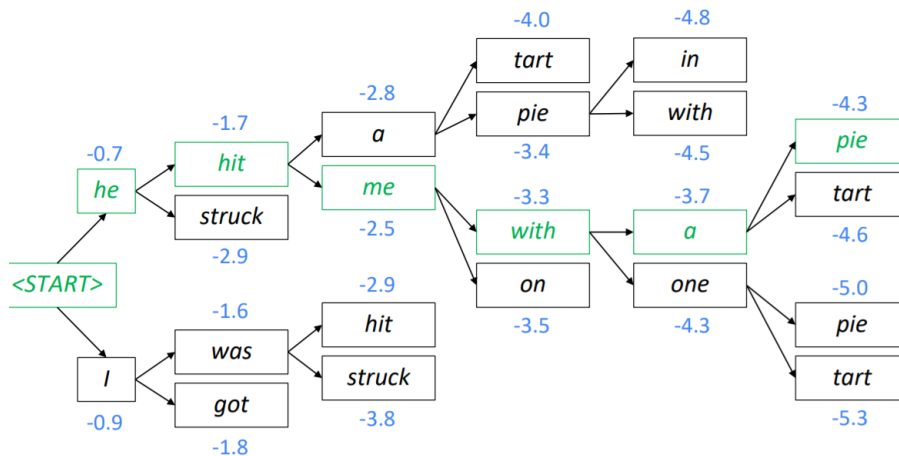 -4.0 -4.8
tart in
-2.8
-1.7 a pie with -4.3
-0.7 hit -3.4 -4.5 pie
he me -3.3 -3.7
struck with a tart
-2.9 -2.5 -4.6
<START> on one
-1.6 -2.9 -3.5 -4.3 -5.0
was hit pie
I
got struck tart
-0.9 -1.8 -3.8 -5.3